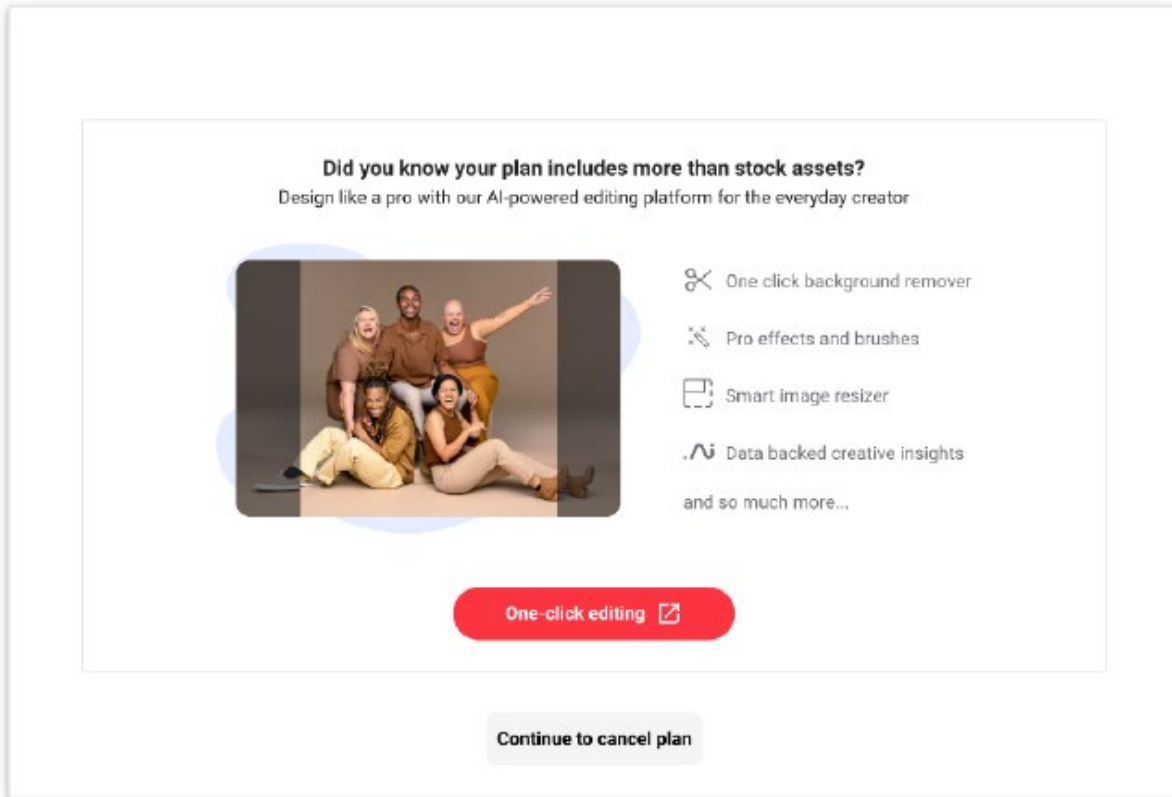 Did you know your plan includes more than stock assets?
Design like a pro with our AI-powered editing platform for the everyday creator
One click background remover
Pro effects and brushes
Smart image resizer
Data backed creative insights
and so much more...
One-click editing
Continue to cancel plan